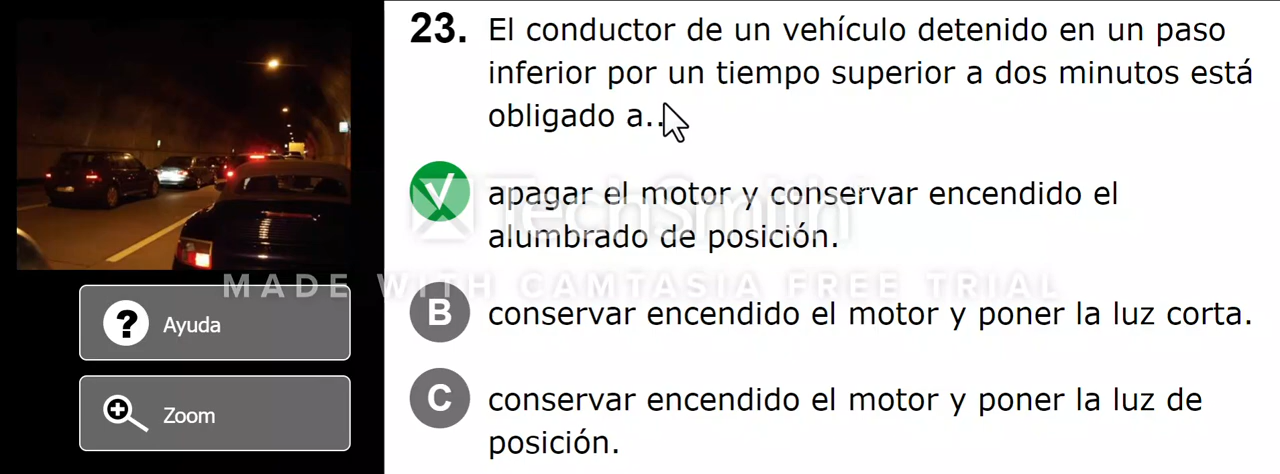 23. El conductor de un vehículo detenido en un paso
inferior por un tiempo superior a dos minutos está
obligado a...
apagar el motor y conservar encendido el
alumbrado de posición.
TechSmith
MADE WITH CAMTASIA FREE TRIAL
? Ayuda
B conservar encendido el motor y poner la luz corta.
Zoom
C conservar encendido el motor y poner la luz de
posición.